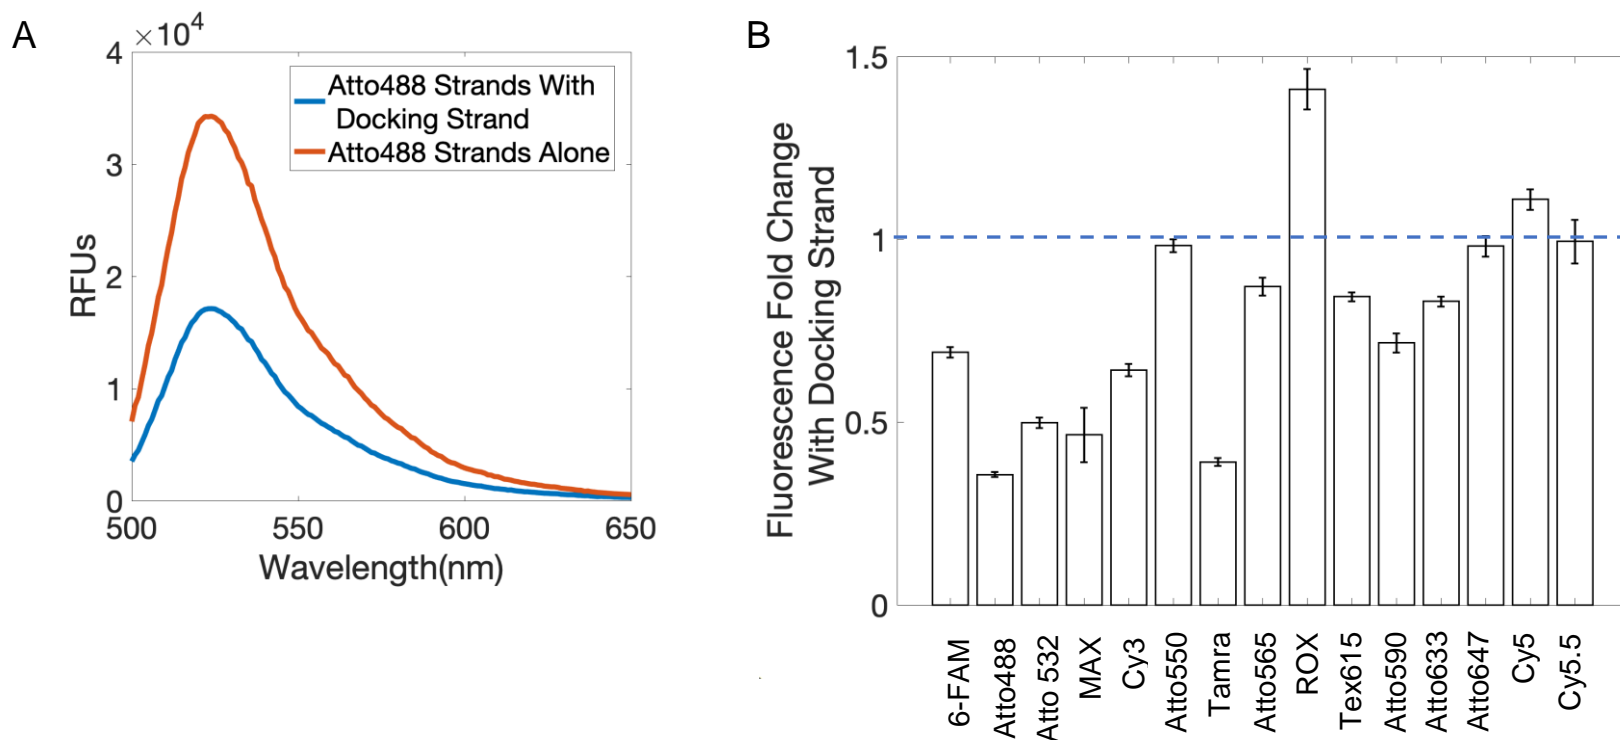 A
×10⁴
4
3
2
1
0
RFUs
Atto488 Strands With
Docking Strand
Atto488 Strands Alone
500
550
600
650
Wavelength(nm)
B
1.5
1
0.5
0
Fluorescence Fold Change
With Docking Strand
6-FAM
Atto488
Atto 532
MAX
Cy3
Atto550
Tamra
Atto565
ROX
Tex615
Atto590
Atto633
Atto647
Cy5
Cy5.5